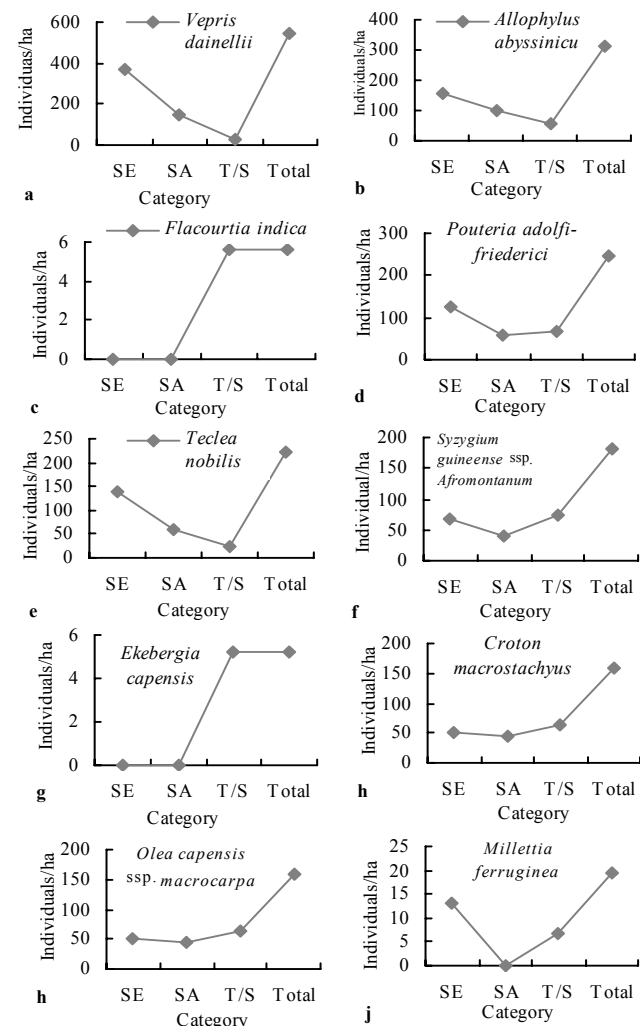 Vepris
dainellii
Individuas/ha
600
400
200
0
SE SA T/S Total
Category
a
Allophylus
abyssinicu
Individuals/ha
400
300
200
100
0
SE SA T/S Total
Category
b
Flacourtia indica
Individuals/ha
6
4
2
0
SE SA T/S Total
Category
c
Pouteria adolfi-
friederici
Individuals/ha
300
200
100
0
SE SA T/S Total
Category
d
Teclea
nobilis
Individuals/ha
250
200
150
100
50
0
SE SA T/S Total
Category
e
Syzygium
guineense ssp.
Afromontanum
Individual/ha
200
150
100
50
0
SE SA T/S Total
Category
f
Ekebergia
capensis
Individuals/ha
6
4
2
0
SE SA T/S Total
Category
g
Croton
macrostachyus
Individuals/ha
200
150
100
50
0
SE SA T/S Total
Category
h
Olea capensis
ssp. macrocarpa
Individuals/ha
200
150
100
50
0
SE SA T/S Total
Category
h
Millettia
ferruginea
Individuals/ha
25
20
15
10
5
0
SE SA T/S Total
Category
j